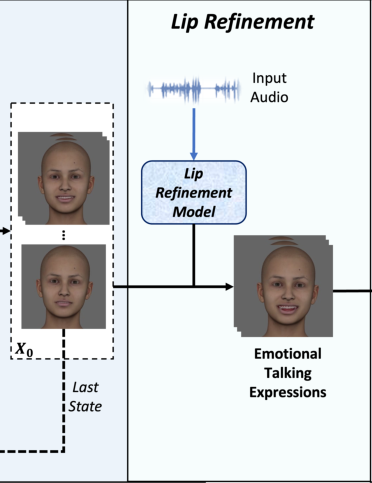 Lip Refinement
Input
Audio
Lip
Refinement
Model
X₀
Last
State
Emotional
Talking
Expressions